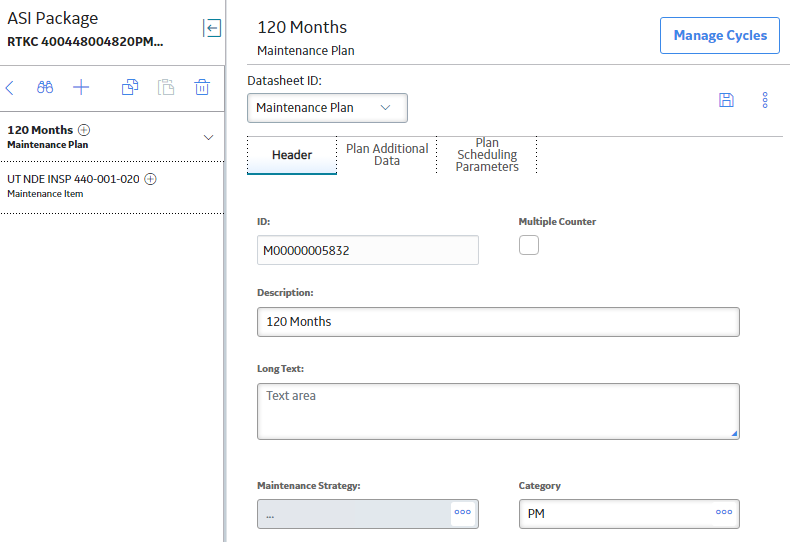 ASI Package
RTKC 400448004820PM...
120 Months
Maintenance Plan
UT NDE INSP 440-001-020
Maintenance Item
120 Months
Maintenance Plan
Manage Cycles
Datasheet ID:
Maintenance Plan
Header
Plan Additional
Data
Plan
Scheduling
Parameters
ID:
M00000005832
Multiple Counter
Description:
120 Months
Long Text:
Text area
Maintenance Strategy:
...
Category
PM